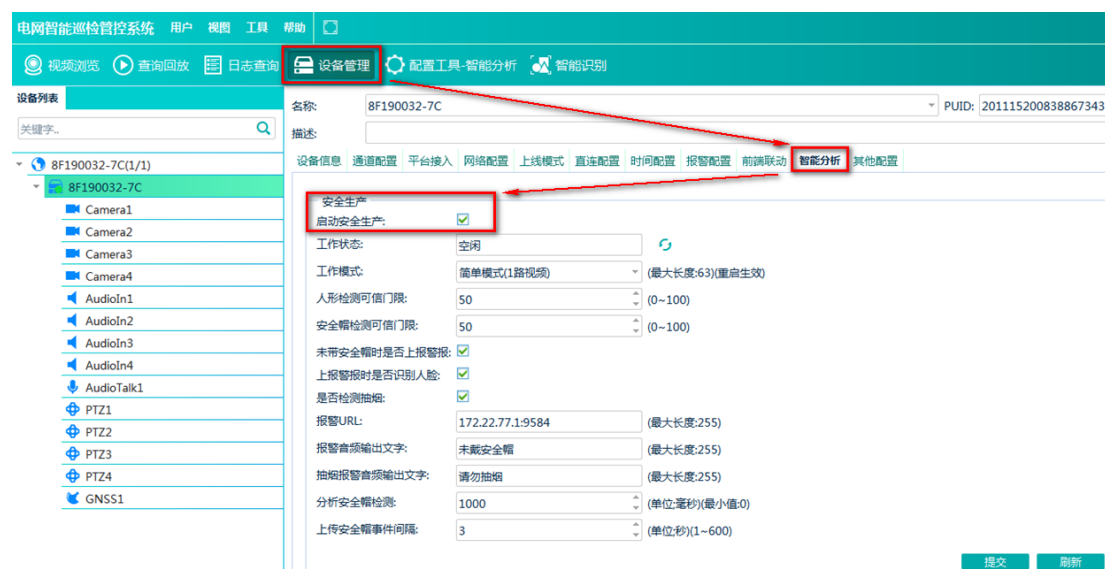 电网智能巡检管控系统 用户 视图 工具 帮助
视频浏览 查询回放 日志查询 设备管理 配置工具-智能分析 智能识别
设备列表
关键字..
8F190032-7C(1/1)
8F190032-7C
Camera1
Camera2
Camera3
Camera4
AudioIn1
AudioIn2
AudioIn3
AudioIn4
AudioTalk1
PTZ1
PTZ2
PTZ3
PTZ4
GNSS1
名称: 8F190032-7C PUID: 201115200838867343
描述:
设备信息 通道配置 平台接入 网络配置 上线模式 直连配置 时间配置 报警配置 前端联动 智能分析 其他配置
安全生产
启动安全生产:
工作状态: 空闲
工作模式: 简单模式(1路视频) (最大长度:63)(重启生效)
人形检测可信门限: 50 (0~100)
安全帽检测可信门限: 50 (0~100)
未带安全帽时是否上报警报:
上报警报时是否识别人脸:
是否检测抽烟:
报警URL: 172.22.77.1:9584 (最大长度:255)
报警音频输出文字: 未戴安全帽 (最大长度:255)
抽烟报警音频输出文字: 请勿抽烟 (最大长度:255)
分析安全帽检测: 1000 (单位:毫秒)(最小值:0)
上传安全帽事件间隔: 3 (单位:秒)(1~600)
提交 刷新